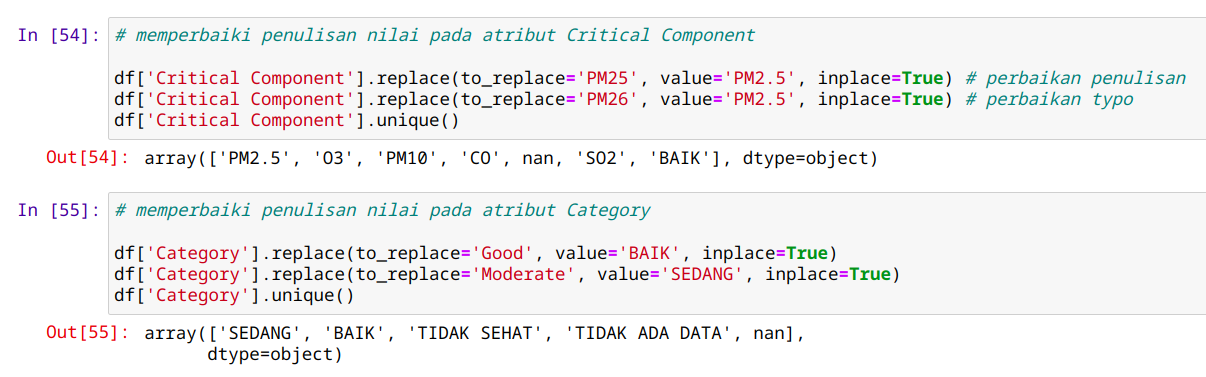 In [54]: # memperbaiki penulisan nilai pada atribut Critical Component
df['Critical Component'].replace(to_replace='PM25', value='PM2.5', inplace=True) # perbaikan penulisan
df['Critical Component'].replace(to_replace='PM26', value='PM2.5', inplace=True) # perbaikan typo
df['Critical Component'].unique()
Out[54]: array(['PM2.5', 'O3', 'PM10', 'CO', nan, 'SO2', 'BAIK'], dtype=object)
In [55]: # memperbaiki penulisan nilai pada atribut Category
df['Category'].replace(to_replace='Good', value='BAIK', inplace=True)
df['Category'].replace(to_replace='Moderate', value='SEDANG', inplace=True)
df['Category'].unique()
Out[55]: array(['SEDANG', 'BAIK', 'TIDAK SEHAT', 'TIDAK ADA DATA', nan],
dtype=object)